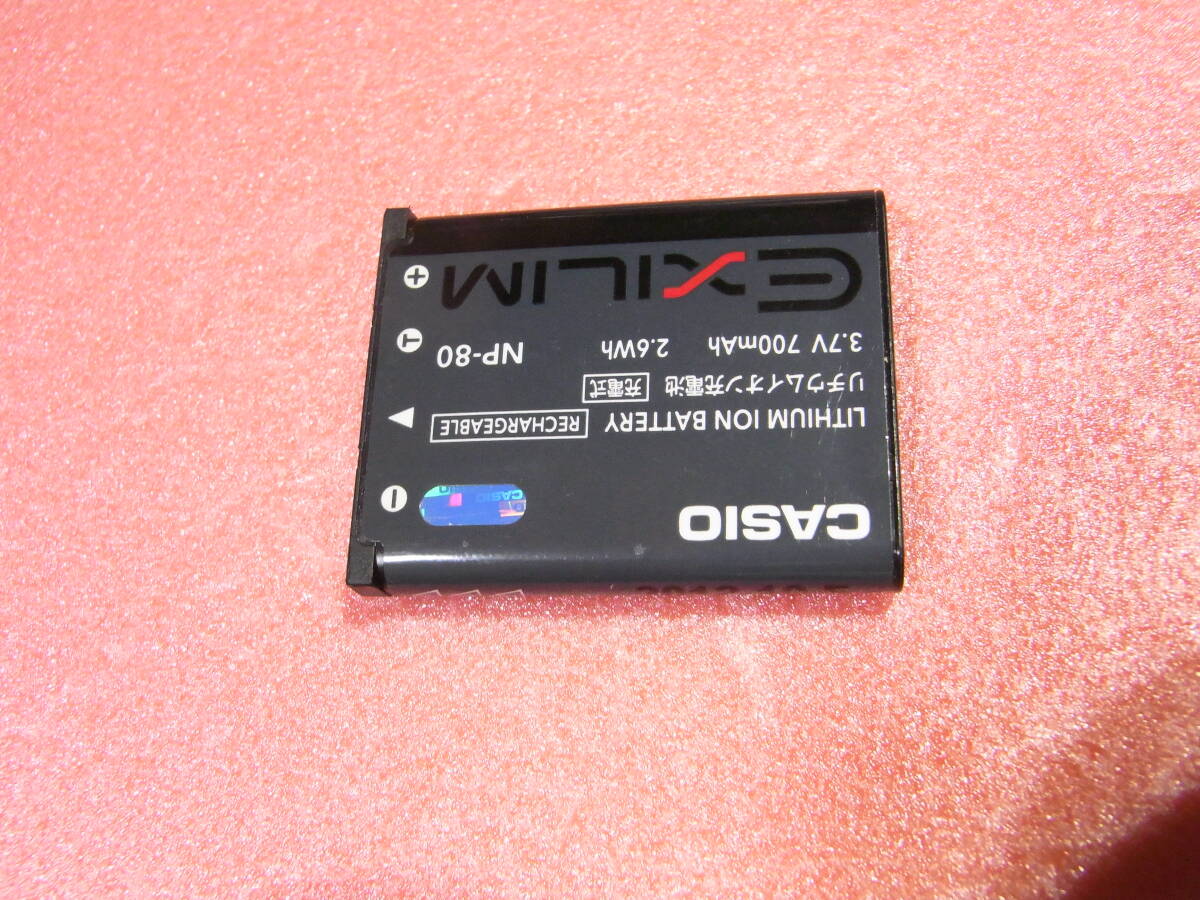 CASIO
LITHIUM ION BATTERY RECHARGEABLE
リチウムイオン充電池 充電式
3.7V 700mAh 2.6Wh NP-80
EXILIM
+
T
−